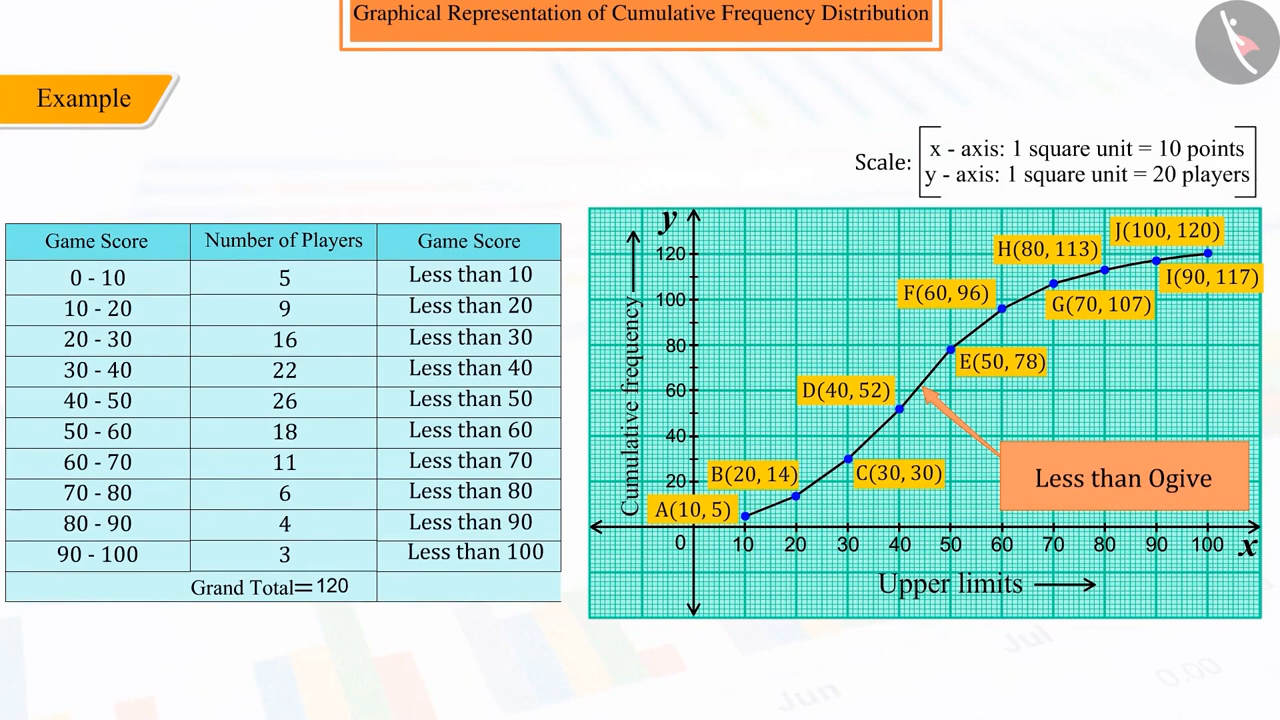 Graphical Representation of Cumulative Frequency Distribution
Example
Scale:
x - axis: 1 square unit = 10 points
y - axis: 1 square unit = 20 players
Game Score Number of Players Game Score
0 - 10 5 Less than 10
10 - 20 9 Less than 20
20 - 30 16 Less than 30
30 - 40 22 Less than 40
40 - 50 26 Less than 50
50 - 60 18 Less than 60
60 - 70 11 Less than 70
70 - 80 6 Less than 80
80 - 90 4 Less than 90
90 - 100 3 Less than 100
Grand Total=120
y
Cumulative frequency
120
100
80
60
40
20
J(100, 120)
H(80, 113)
I(90, 117)
F(60, 96)
G(70, 107)
E(50, 78)
D(40, 52)
B(20, 14)
C(30, 30)
A(10, 5)
Less than Ogive
0 10 20 30 40 50 60 70 80 90 100 x
Upper limits
Jul
Jun
0.00